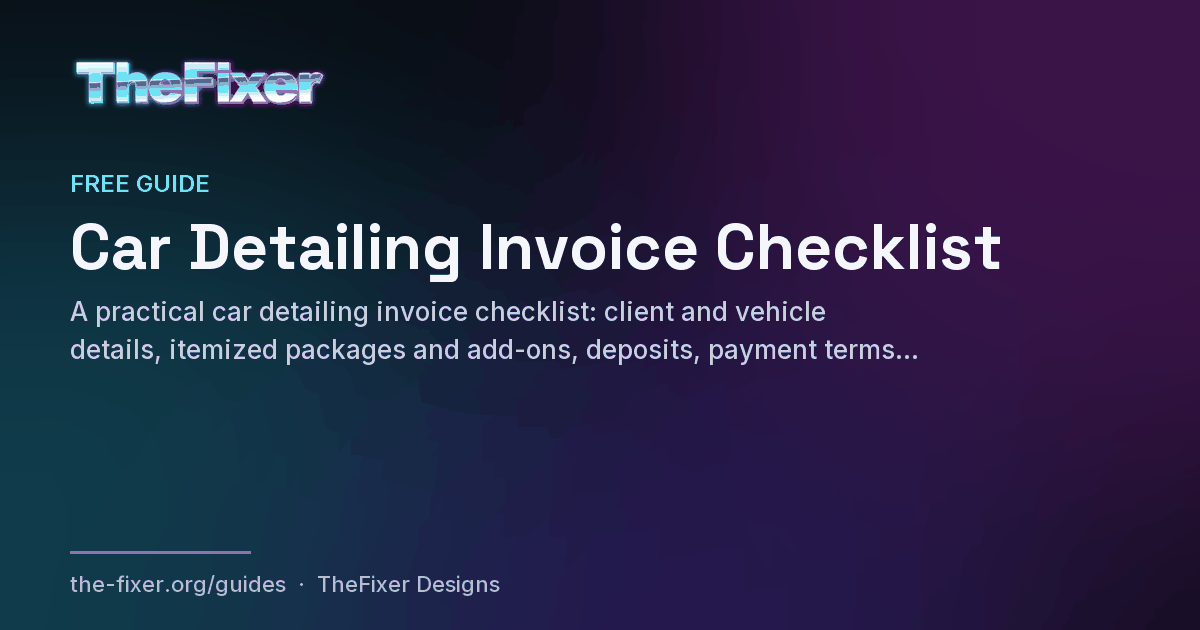 TheFixer
FREE GUIDE
Car Detailing Invoice Checklist
A practical car detailing invoice checklist: client and vehicle
details, itemized packages and add-ons, deposits, payment terms...
the-fixer.org/guides · TheFixer Designs